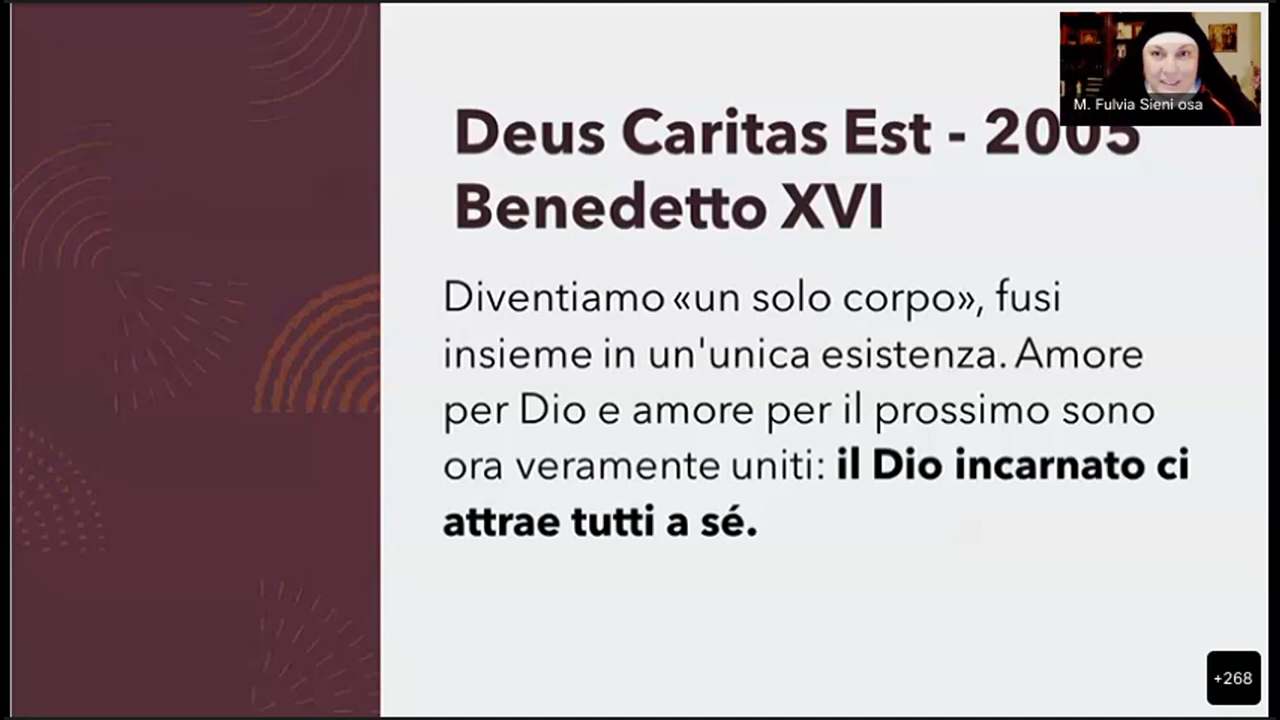 M. Fulvia Sieni osa
Deus Caritas Est - 2005
Benedetto XVI
Diventiamo «un solo corpo», fusi
insieme in un'unica esistenza. Amore
per Dio e amore per il prossimo sono
ora veramente uniti: il Dio incarnato ci
attrae tutti a sé.
+268